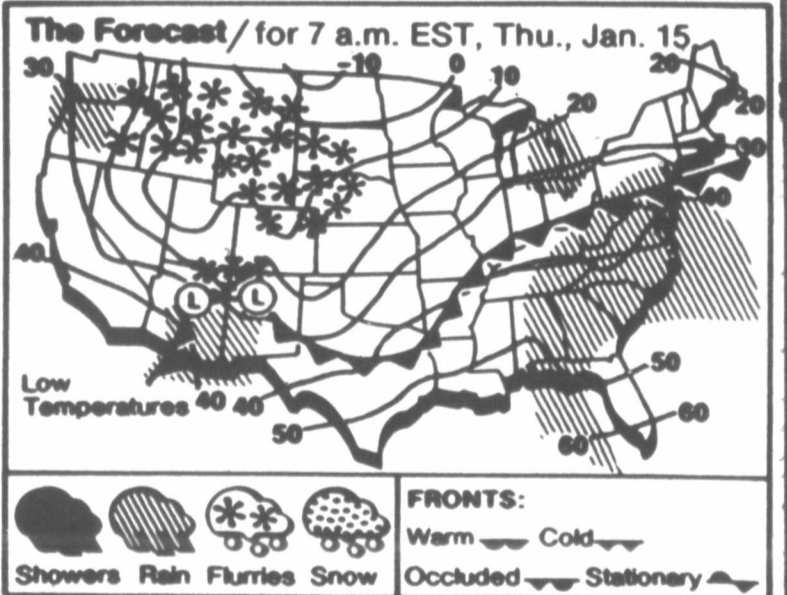 The Forecast / for 7 a.m. EST, Thu., Jan. 15
30 -10 0 10 20 20
20
30
40
40
L L
Low
Temperatures 40 40
50
50
60
60
FRONTS:
Warm Cold
Showers Rain Flurries Snow
Occluded Stationary